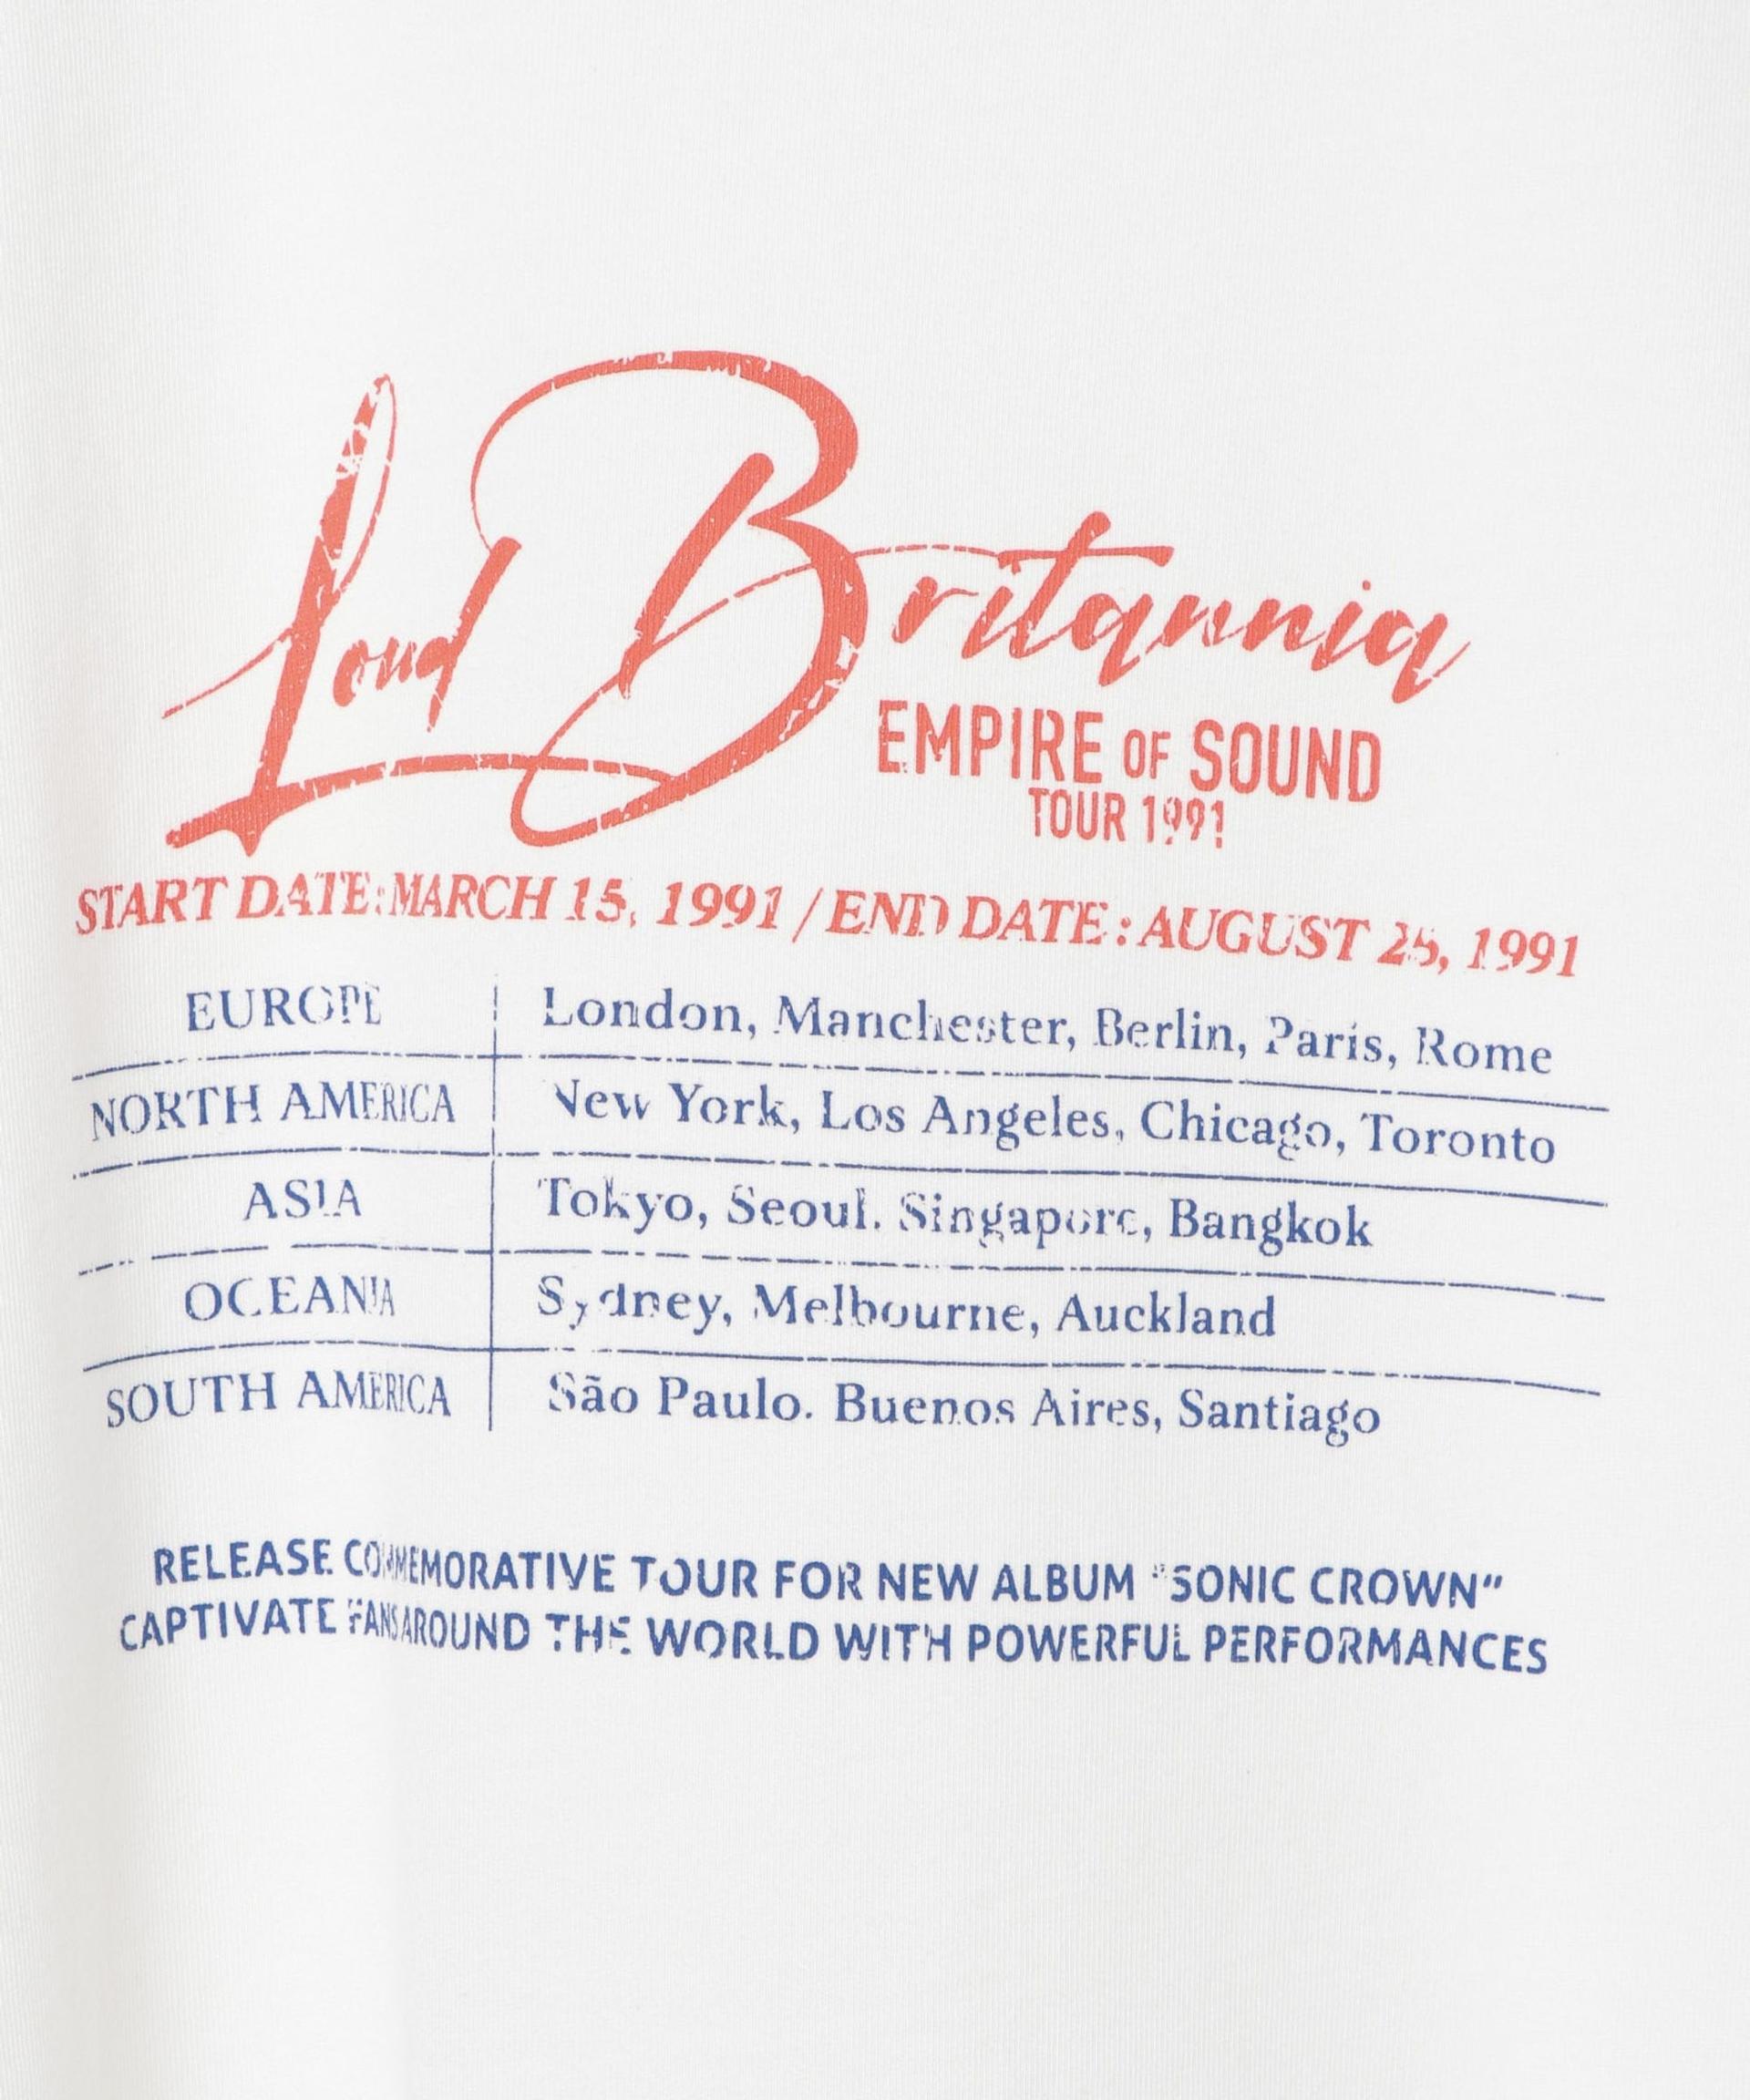 Loud Britannia
EMPIRE OF SOUND
TOUR 1991
START DATE:MARCH 15, 1991 / END DATE : AUGUST 25, 1991
EUROPE London, Manchester, Berlin, Paris, Rome
NORTH AMERICA New York, Los Angeles, Chicago, Toronto
ASIA Tokyo, Seoul, Singapore, Bangkok
OCEANIA Sydney, Melbourne, Auckland
SOUTH AMERICA São Paulo, Buenos Aires, Santiago
RELEASE COMMEMORATIVE TOUR FOR NEW ALBUM "SONIC CROWN"
CAPTIVATE FANS AROUND THE WORLD WITH POWERFUL PERFORMANCES